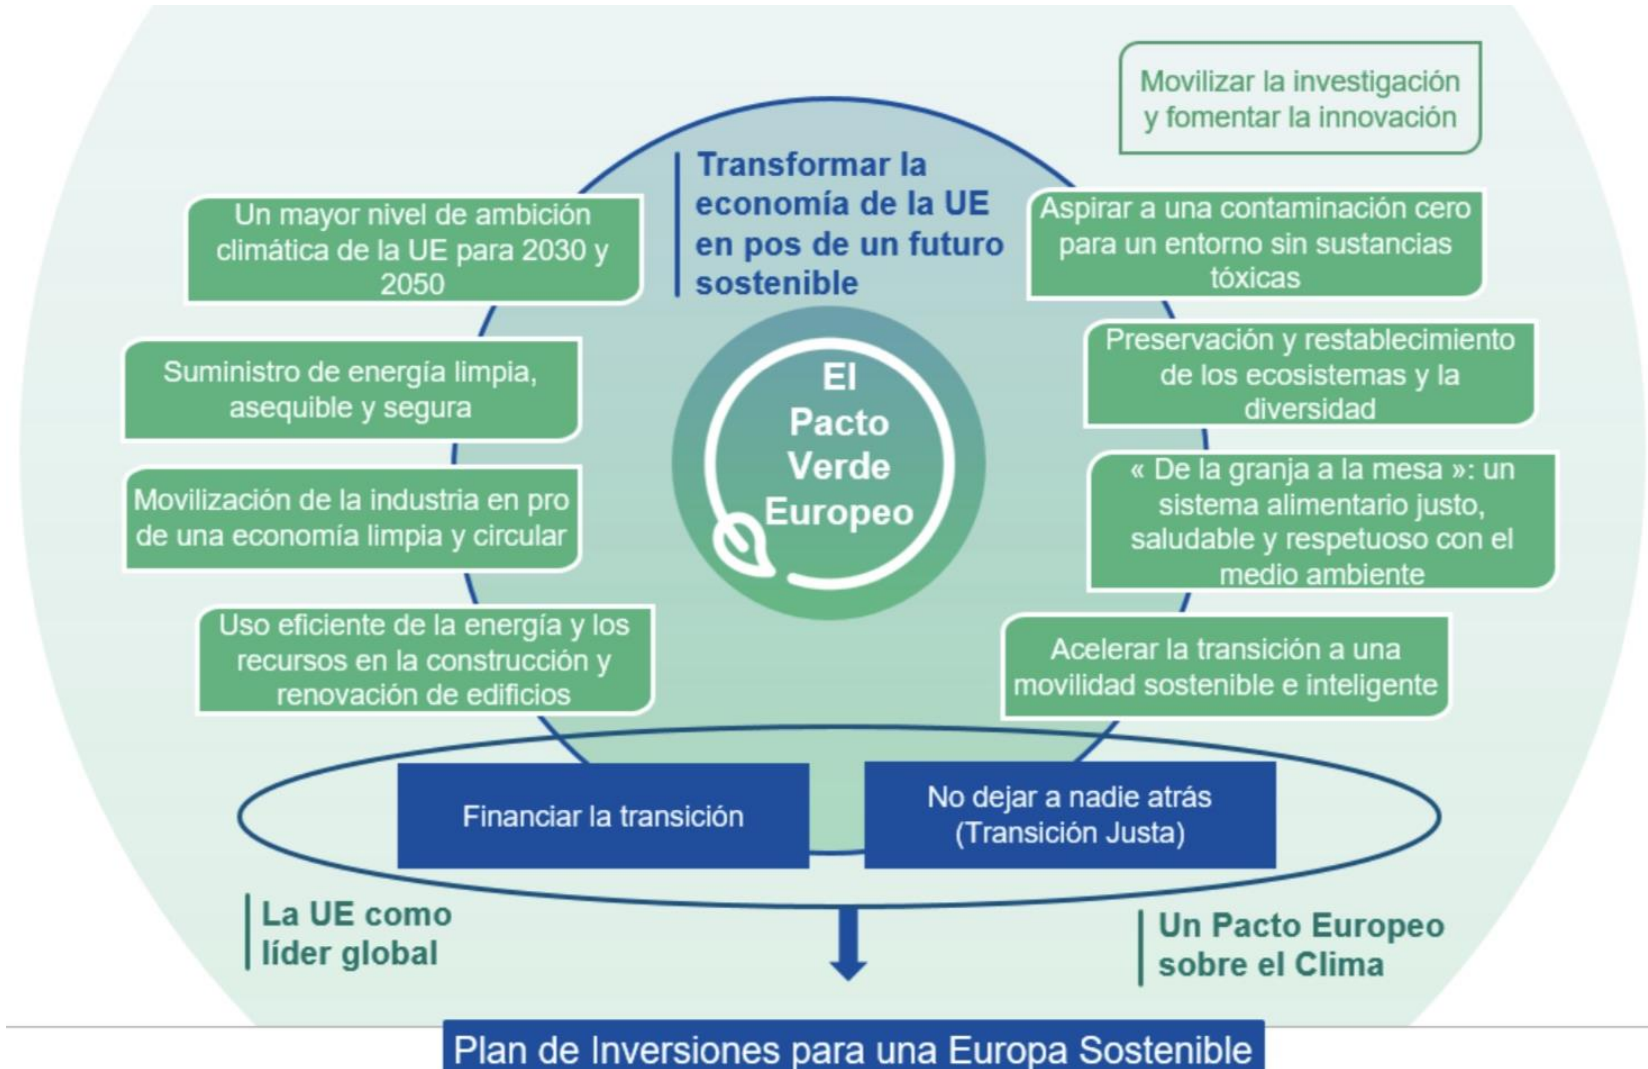 Movilizar la investigación
y fomentar la innovación
Transformar la
economía de la UE
en pos de un futuro
sostenible
Un mayor nivel de ambición
climática de la UE para 2030 y
2050
Aspirar a una contaminación cero
para un entorno sin sustancias
tóxicas
Suministro de energía limpia,
asequible y segura
Preservación y restablecimiento
de los ecosistemas y la
diversidad
El
Pacto
Verde
Europeo
Movilización de la industria en pro
de una economía limpia y circular
« De la granja a la mesa »: un
sistema alimentario justo,
saludable y respetuoso con el
medio ambiente
Uso eficiente de la energía y los
recursos en la construcción y
renovación de edificios
Acelerar la transición a una
movilidad sostenible e inteligente
Financiar la transición
No dejar a nadie atrás
(Transición Justa)
La UE como
líder global
Un Pacto Europeo
sobre el Clima
Plan de Inversiones para una Europa Sostenible